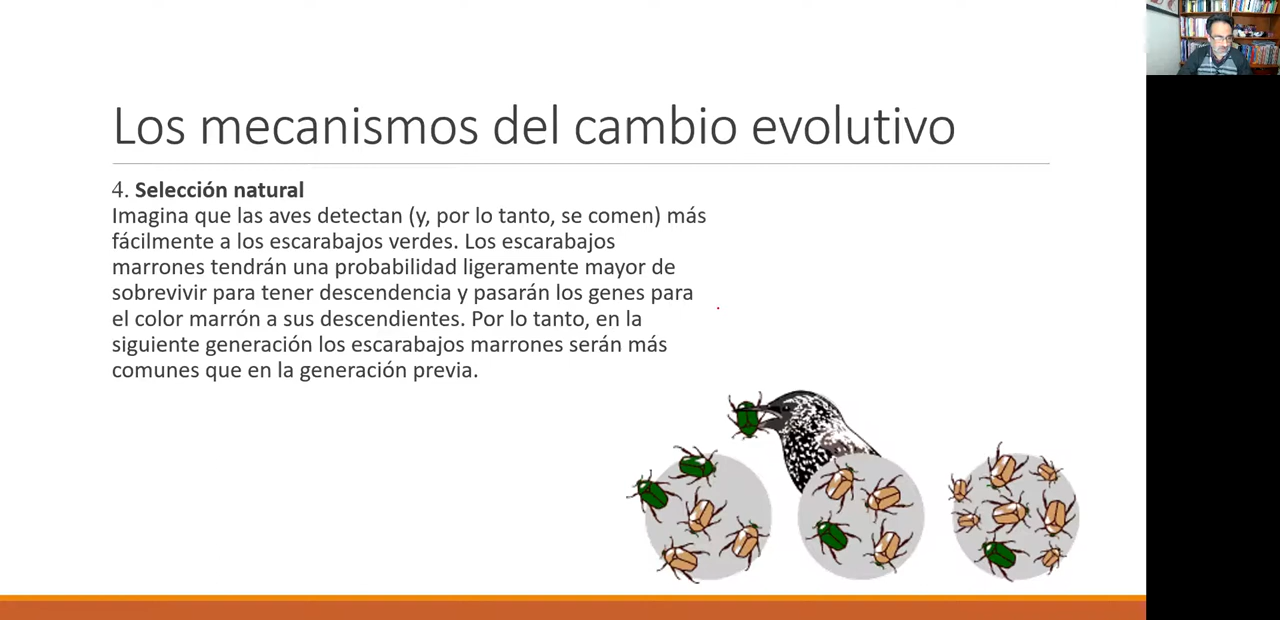 Los mecanismos del cambio evolutivo
4. Selección natural
Imagina que las aves detectan (y, por lo tanto, se comen) más
fácilmente a los escarabajos verdes. Los escarabajos
marrones tendrán una probabilidad ligeramente mayor de
sobrevivir para tener descendencia y pasarán los genes para
el color marrón a sus descendientes. Por lo tanto, en la
siguiente generación los escarabajos marrones serán más
comunes que en la generación previa.